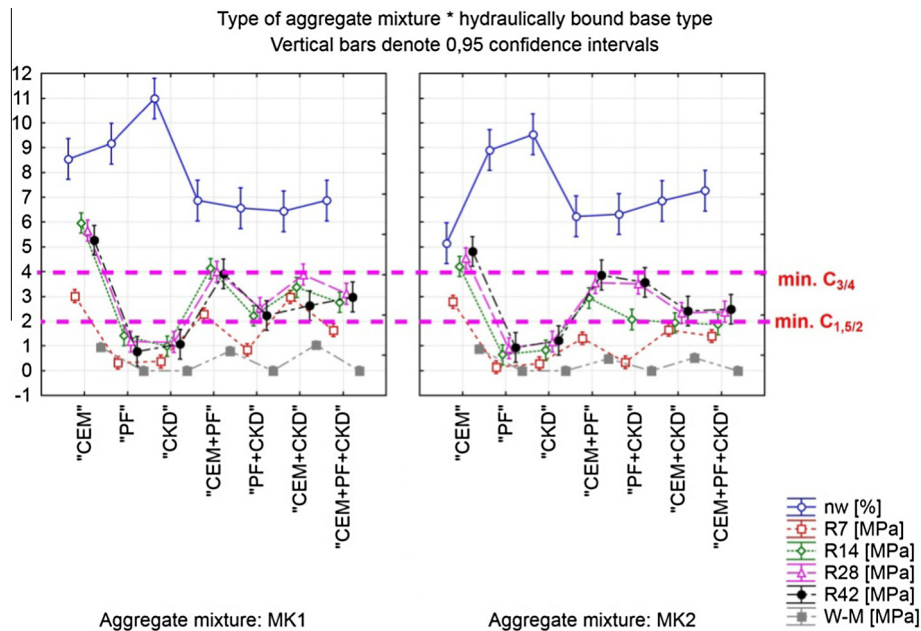 Type of aggregate mixture * hydraulically bound base type
Vertical bars denote 0,95 confidence intervals
12
11
10
9
8
7
6
5
4
3
2
1
0
-1
min. C3/4
min. C1,5/2
"CEM"
"PF"
"CKD"
"CEM+PF"
"PF+CKD"
"CEM+CKD"
"CEM+PF+CKD"
"CEM"
"PF"
"CKD"
"CEM+PF"
"PF+CKD"
"CEM+CKD"
"CEM+PF+CKD"
nw [%]
R7 [MPa]
R14 [MPa]
R28 [MPa]
R42 [MPa]
W-M [MPa]
Aggregate mixture: MK1
Aggregate mixture: MK2